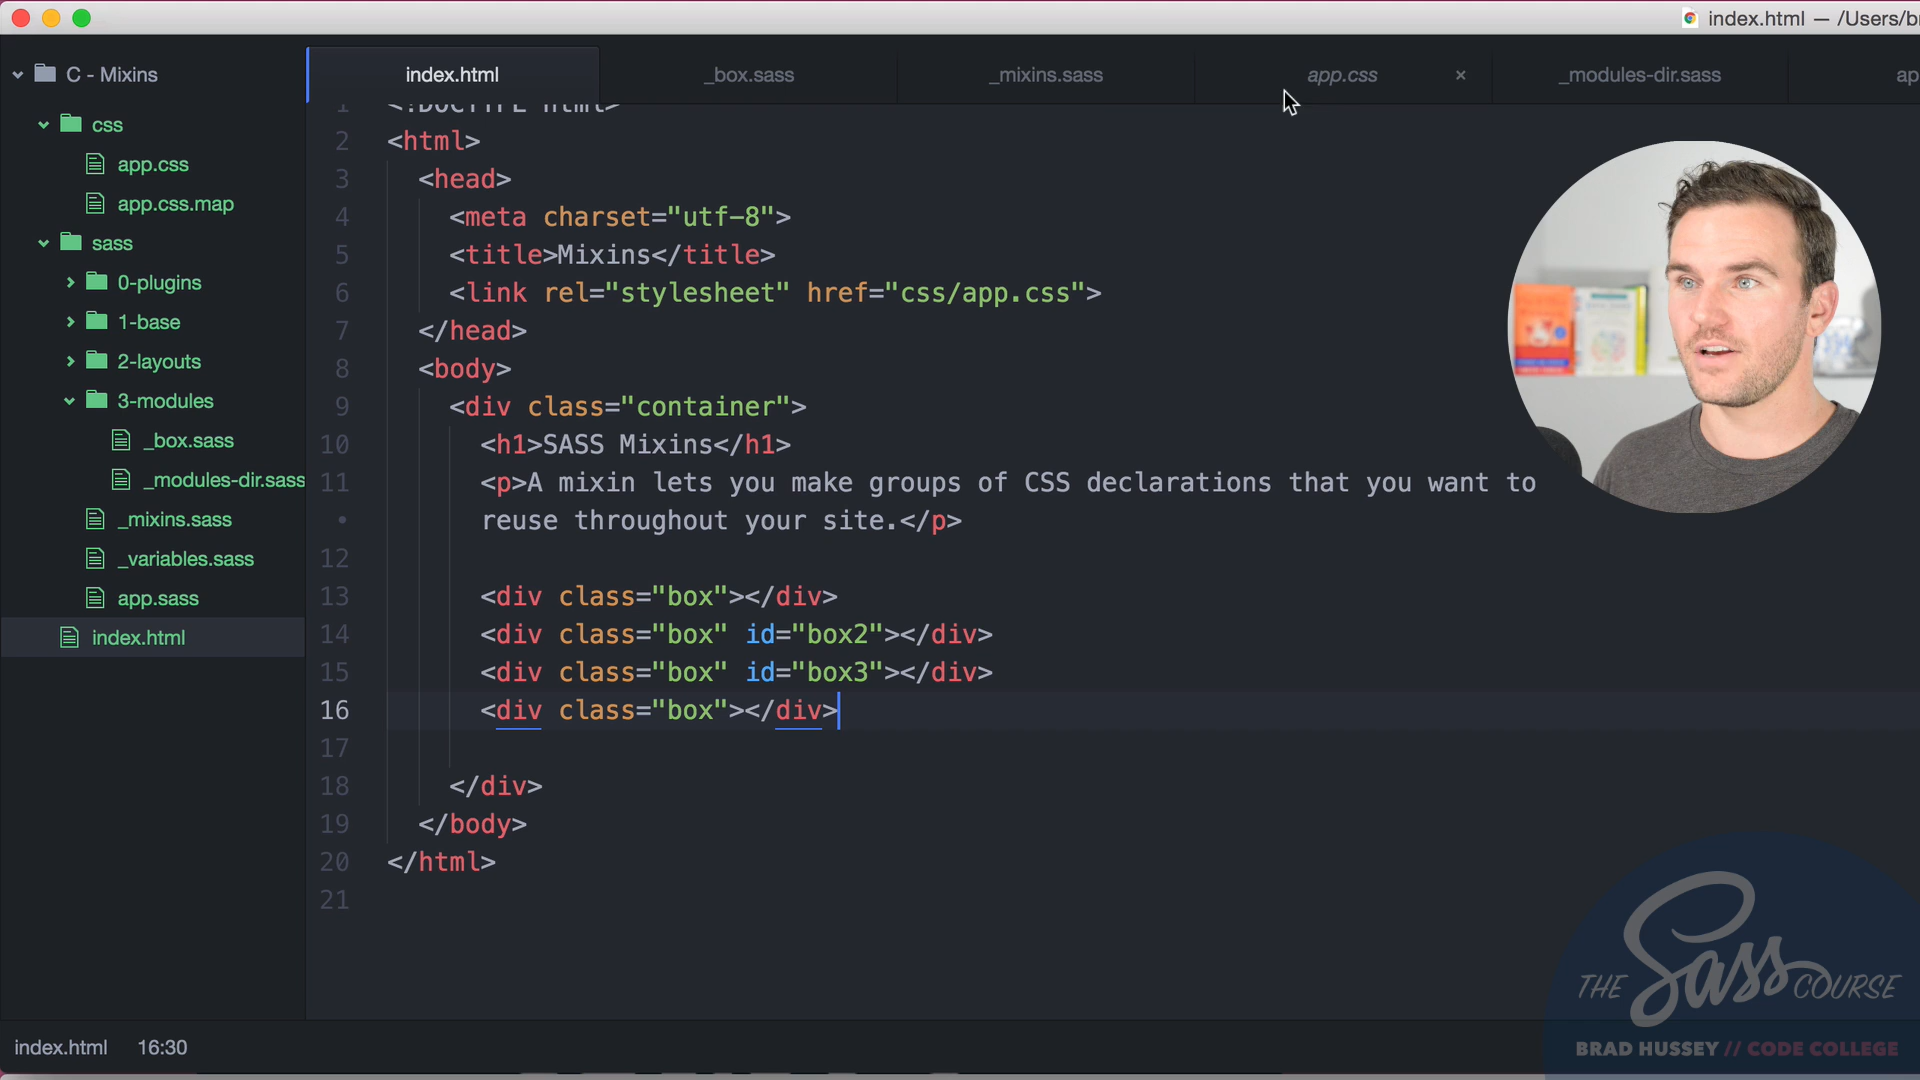 index.html — /Users/b
C - Mixins
css
app.css
app.css.map
sass
0-plugins
1-base
2-layouts
3-modules
_box.sass
_modules-dir.sass
_mixins.sass
_variables.sass
app.sass
index.html
index.html
_box.sass
_mixins.sass
app.css ×
_modules-dir.sass
ap
1 <!DOCTYPE html>
2 <html>
3 <head>
4 <meta charset="utf-8">
5 <title>Mixins</title>
6 <link rel="stylesheet" href="css/app.css">
7 </head>
8 <body>
9 <div class="container">
10 <h1>SASS Mixins</h1>
11 <p>A mixin lets you make groups of CSS declarations that you want to
• reuse throughout your site.</p>
12
13 <div class="box"></div>
14 <div class="box" id="box2"></div>
15 <div class="box" id="box3"></div>
16 <div class="box"></div>
17
18 </div>
19 </body>
20 </html>
21
THE Sass COURSE
BRAD HUSSEY // CODE COLLEGE
index.html 16:30